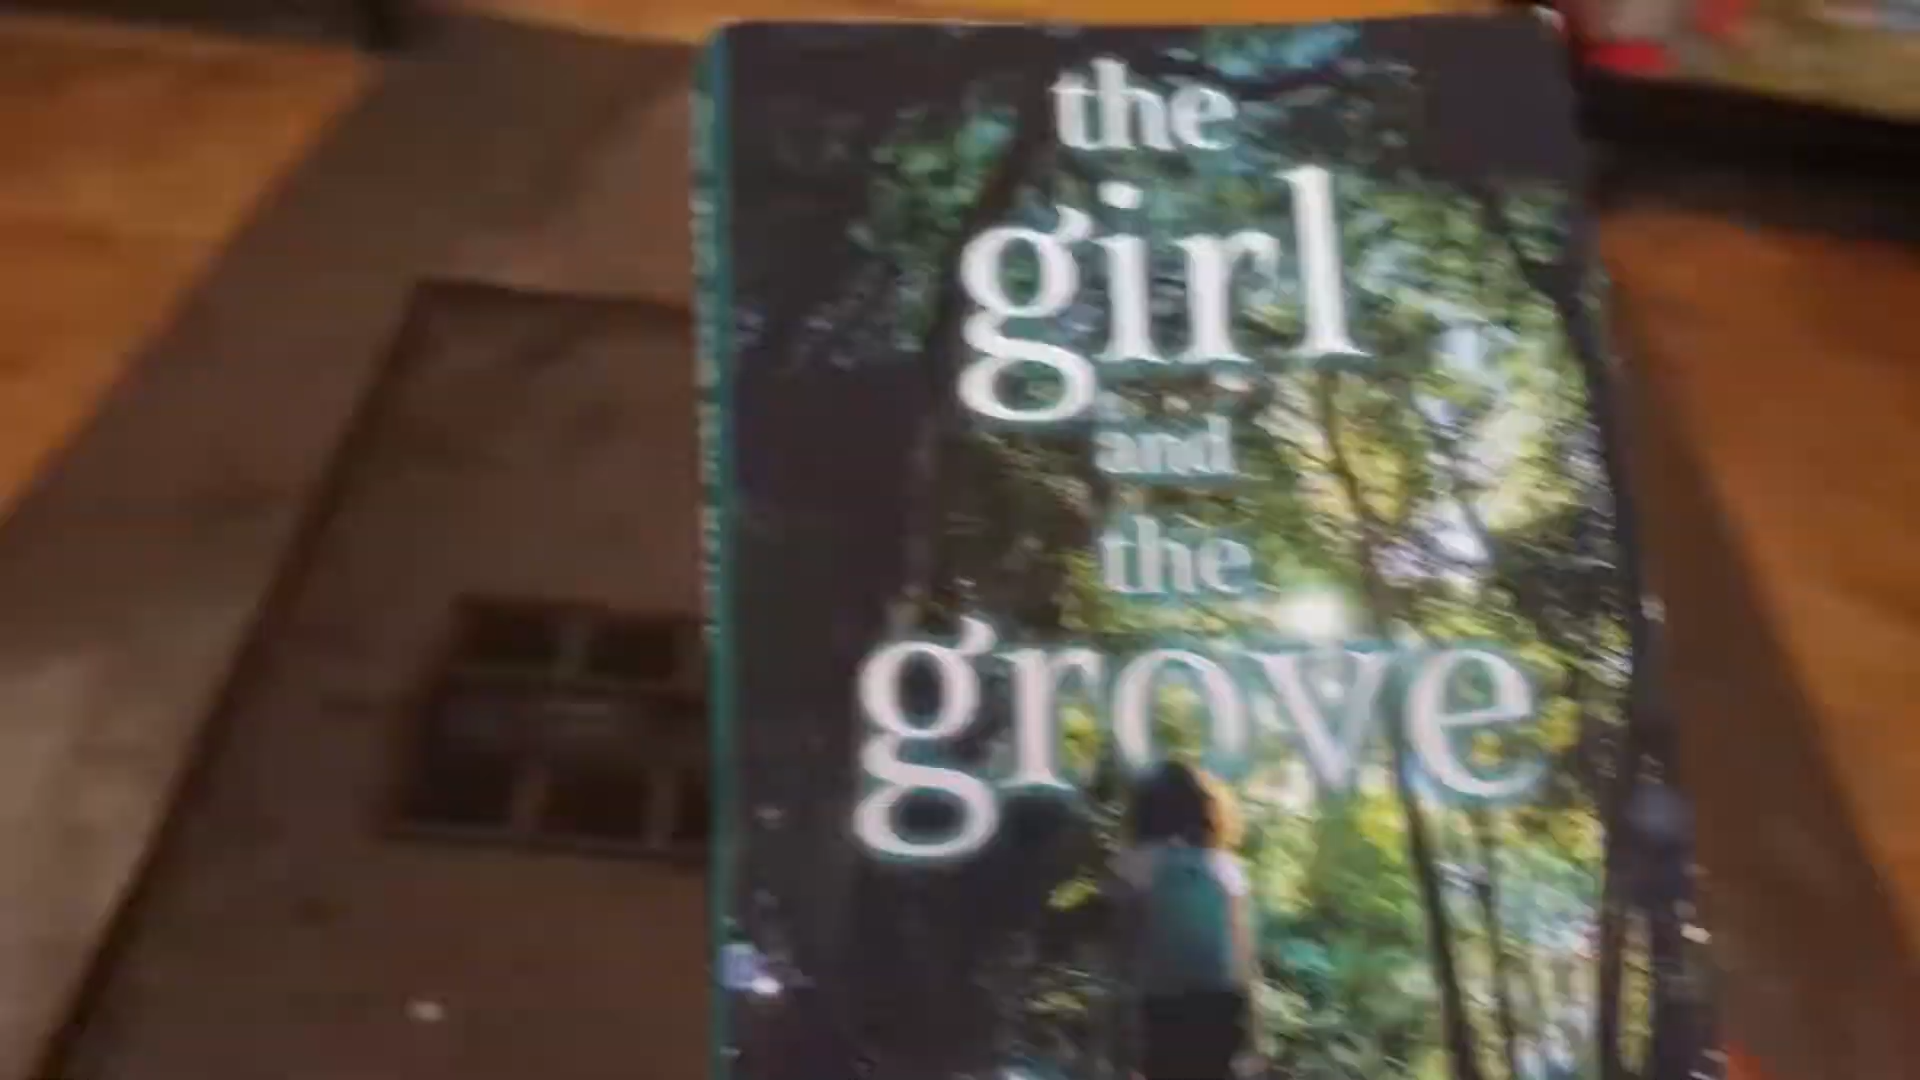 the
girl
and
the
grove